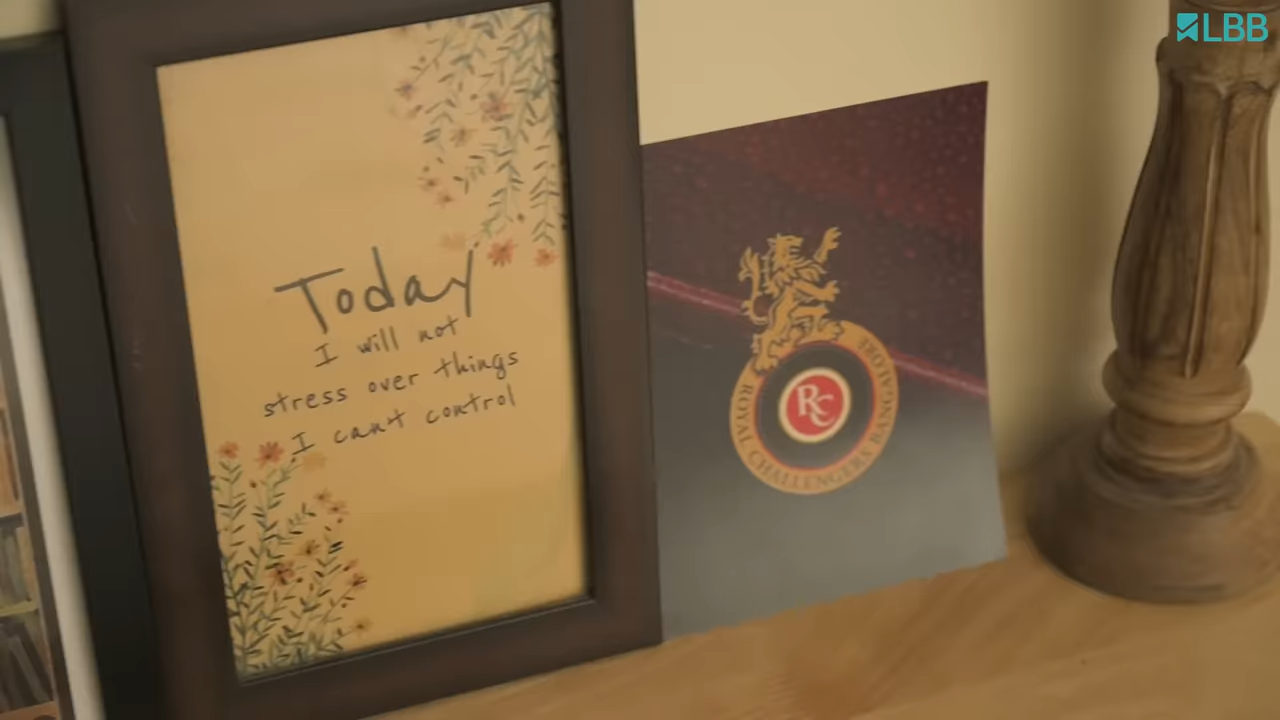 LBB
Today
I will not
stress over things
I can't control
RC
ROYAL CHALLENGERS BANGALORE